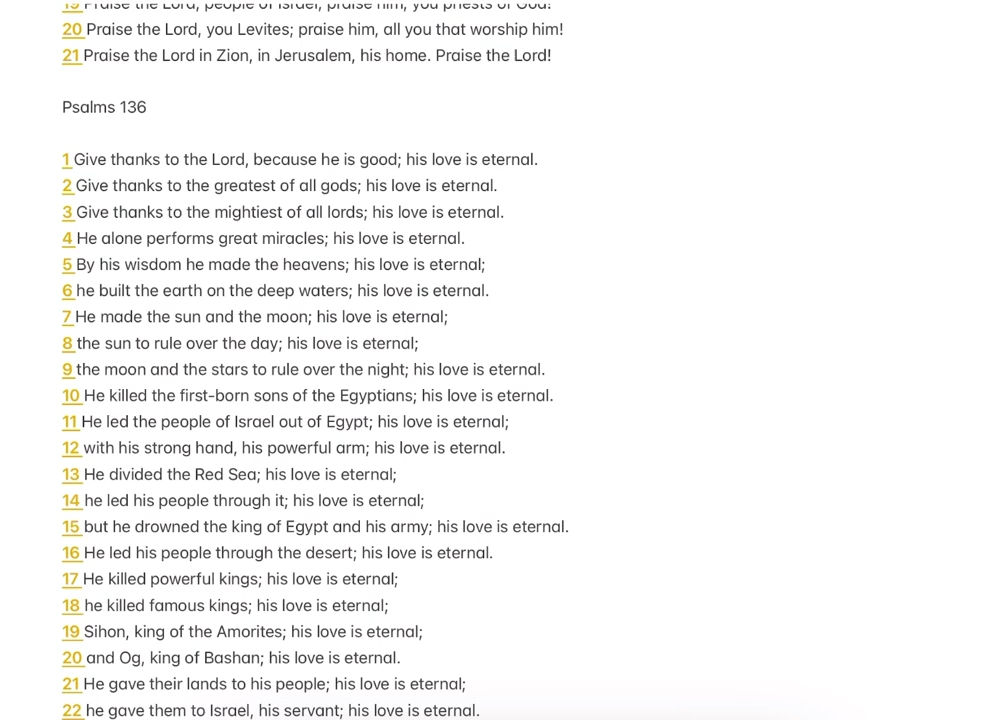 19 Praise the Lord, people of Israel; praise him, you priests of God!
20 Praise the Lord, you Levites; praise him, all you that worship him!
21 Praise the Lord in Zion, in Jerusalem, his home. Praise the Lord!
Psalms 136
1 Give thanks to the Lord, because he is good; his love is eternal.
2 Give thanks to the greatest of all gods; his love is eternal.
3 Give thanks to the mightiest of all lords; his love is eternal.
4 He alone performs great miracles; his love is eternal.
5 By his wisdom he made the heavens; his love is eternal;
6 he built the earth on the deep waters; his love is eternal.
7 He made the sun and the moon; his love is eternal;
8 the sun to rule over the day; his love is eternal;
9 the moon and the stars to rule over the night; his love is eternal.
10 He killed the first-born sons of the Egyptians; his love is eternal.
11 He led the people of Israel out of Egypt; his love is eternal;
12 with his strong hand, his powerful arm; his love is eternal.
13 He divided the Red Sea; his love is eternal;
14 he led his people through it; his love is eternal;
15 but he drowned the king of Egypt and his army; his love is eternal.
16 He led his people through the desert; his love is eternal.
17 He killed powerful kings; his love is eternal;
18 he killed famous kings; his love is eternal;
19 Sihon, king of the Amorites; his love is eternal;
20 and Og, king of Bashan; his love is eternal.
21 He gave their lands to his people; his love is eternal;
22 he gave them to Israel, his servant; his love is eternal.